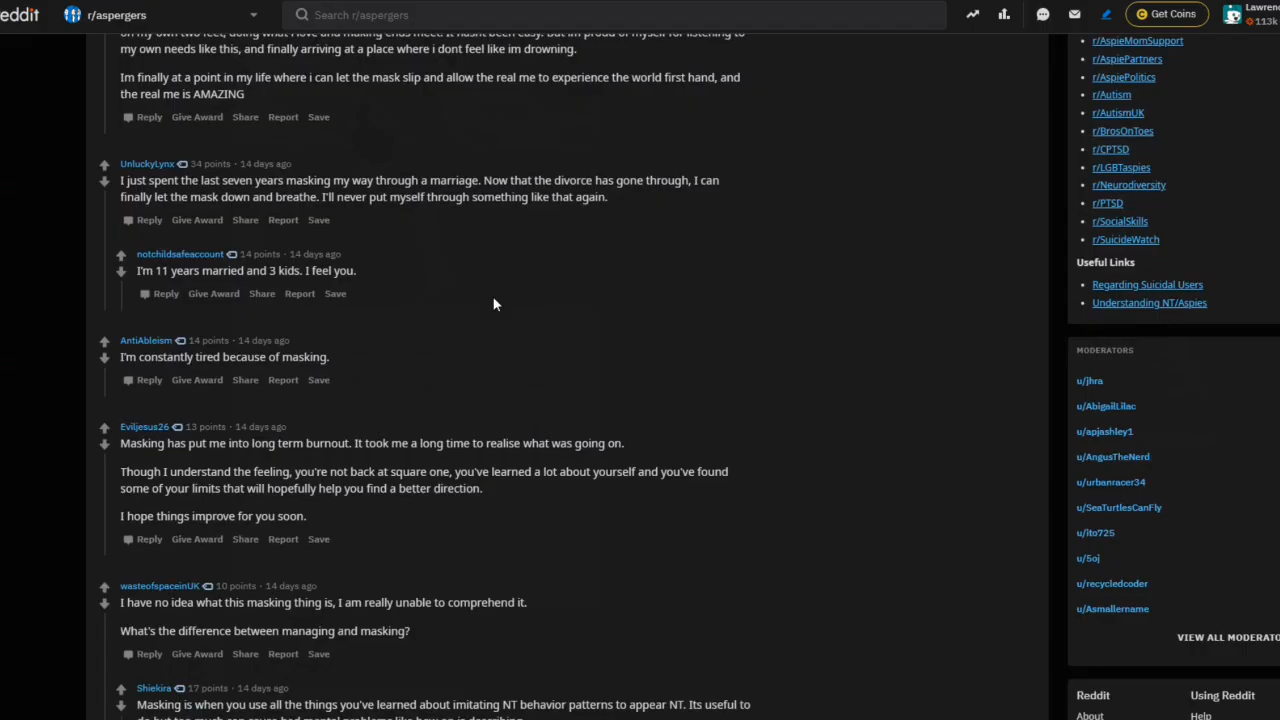 reddit r/aspergers Search r/aspergers Get Coins Lawren
113k
on my own two feet, doing what i love and making ends meet. It hasnt been easy. But im proud of myself for listening to
my own needs like this, and finally arriving at a place where i dont feel like im drowning.
Im finally at a point in my life where i can let the mask slip and allow the real me to experience the world first hand, and
the real me is AMAZING
Reply Give Award Share Report Save
UnluckyLynx 34 points · 14 days ago
I just spent the last seven years masking my way through a marriage. Now that the divorce has gone through, I can
finally let the mask down and breathe. I'll never put myself through something like that again.
Reply Give Award Share Report Save
notchildsafeaccount 14 points · 14 days ago
I'm 11 years married and 3 kids. I feel you.
Reply Give Award Share Report Save
AntiAbleism 14 points · 14 days ago
I'm constantly tired because of masking.
Reply Give Award Share Report Save
Eviljesus26 13 points · 14 days ago
Masking has put me into long term burnout. It took me a long time to realise what was going on.
Though I understand the feeling, you're not back at square one, you've learned a lot about yourself and you've found
some of your limits that will hopefully help you find a better direction.
I hope things improve for you soon.
Reply Give Award Share Report Save
wasteofspaceinUK 10 points · 14 days ago
I have no idea what this masking thing is, I am really unable to comprehend it.
What's the difference between managing and masking?
Reply Give Award Share Report Save
Shiekira 17 points · 14 days ago
Masking is when you use all the things you've learned about imitating NT behavior patterns to appear NT. Its useful to
r/AspieMomSupport
r/AspiePartners
r/AspiePolitics
r/Autism
r/AutismUK
r/BrosOnToes
r/CPTSD
r/LGBTaspies
r/Neurodiversity
r/PTSD
r/SocialSkills
r/SuicideWatch
Useful Links
Regarding Suicidal Users
Understanding NT/Aspies
MODERATORS
u/jhra
u/AbigailLilac
u/apjashley1
u/AngusTheNerd
u/urbanracer34
u/SeaTurtlesCanFly
u/ito725
u/5oj
u/recycledcoder
u/Asmallername
VIEW ALL MODERATO
Reddit Using Reddit
About Help